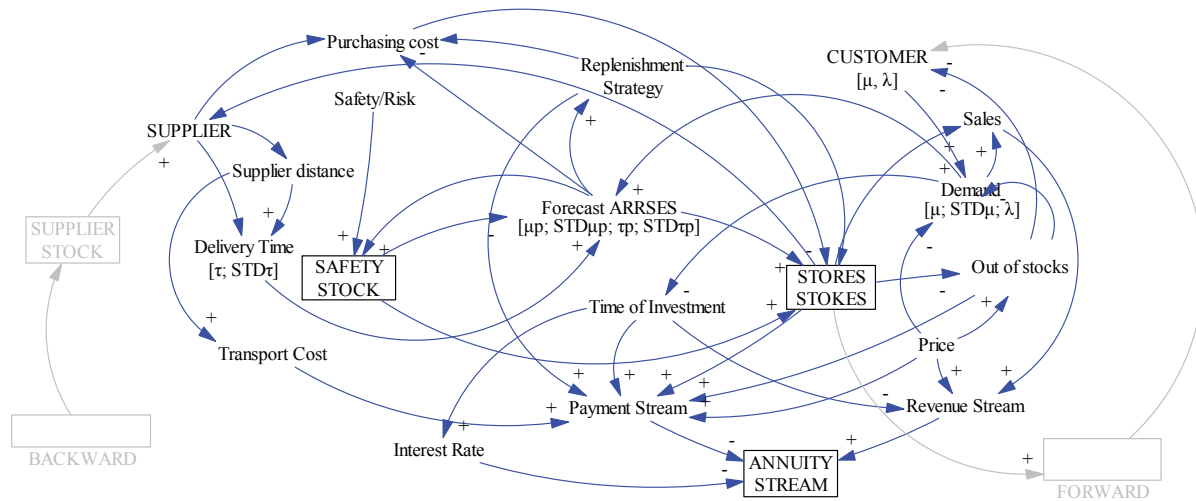 Purchasing cost
Replenishment
Strategy
CUSTOMER
[μ, λ]
Safety/Risk
Sales
SUPPLIER
Supplier distance
Demand
[μ; STDμ; λ]
Forecast ARRSES
[μp; STDμp; τp; STDτp]
SUPPLIER
STOCK
Delivery Time
[τ; STDτ]
SAFETY
STOCK
STORES
STOKES
Out of stocks
Time of Investment
Transport Cost
Price
Payment Stream
Revenue Stream
Interest Rate
BACKWARD
ANNUITY
STREAM
FORWARD